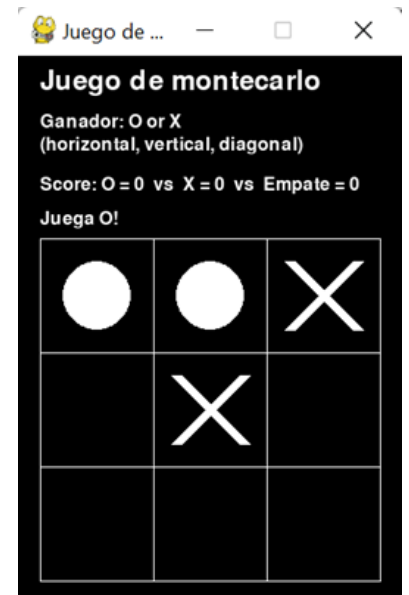 Juego de ...
Juego de montecarlo
Ganador: O or X
(horizontal, vertical, diagonal)
Score: O = 0 vs X = 0 vs Empate = 0
Juega O!